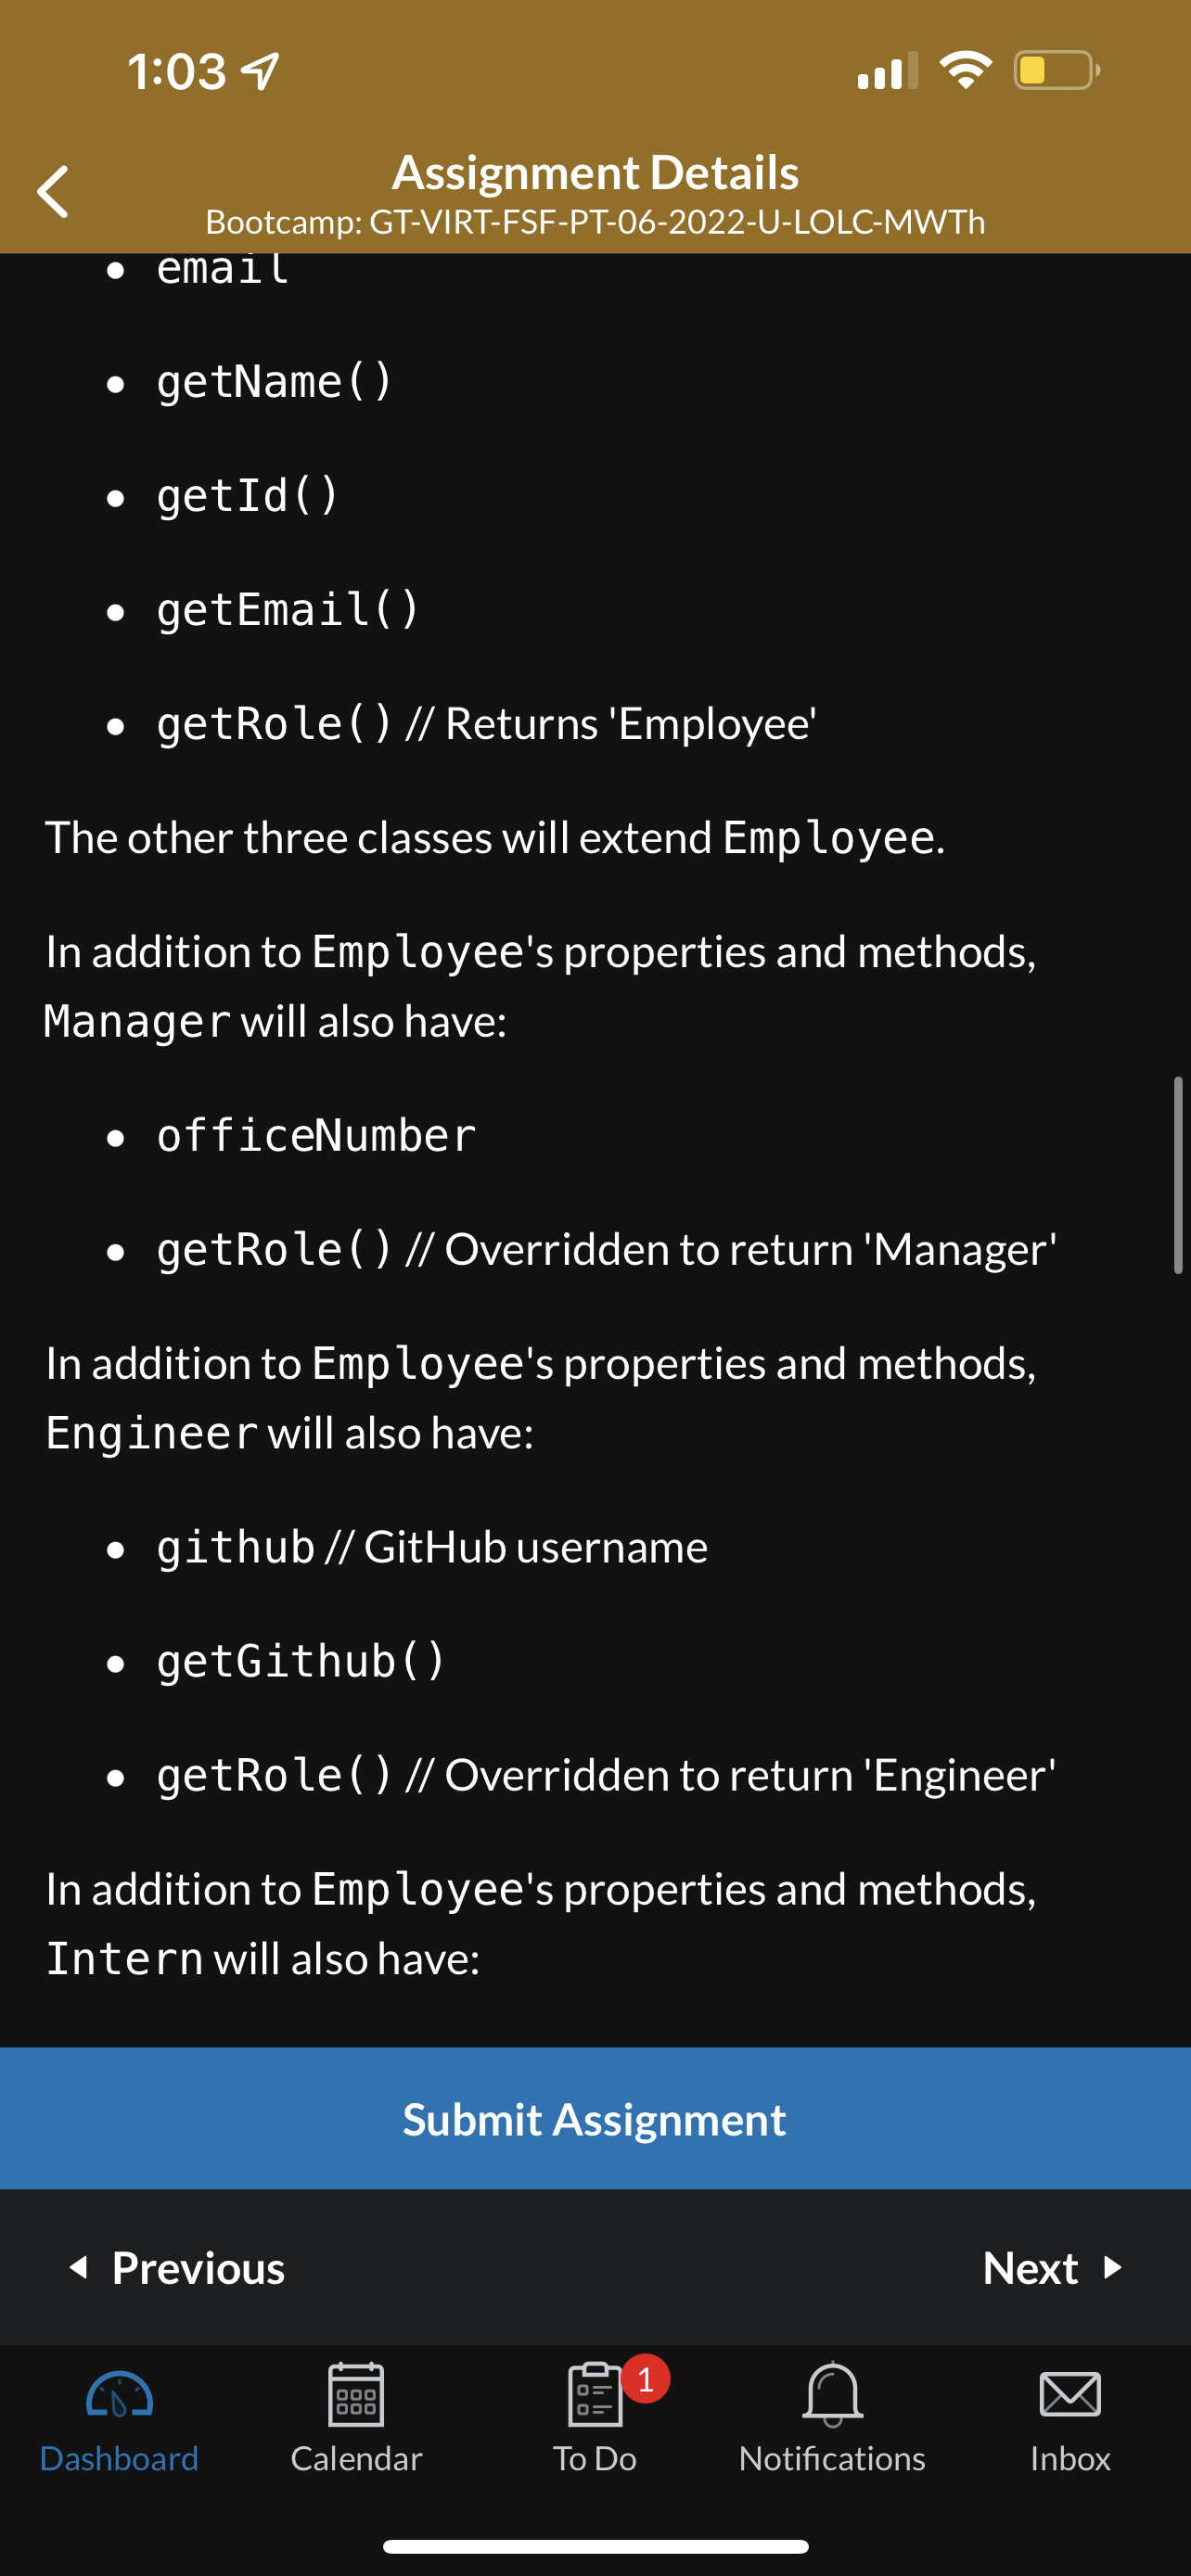 1:03
Assignment Details
Bootcamp: GT-VIRT-FSF-PT-06-2022-U-LOLC-MWTh
• email
• getName()
• getId()
• getEmail()
• getRole() // Returns 'Employee'
The other three classes will extend Employee.
In addition to Employee's properties and methods,
Manager will also have:
• officeNumber
• getRole() // Overridden to return 'Manager'
In addition to Employee's properties and methods,
Engineer will also have:
• github // GitHub username
• getGithub()
• getRole() // Overridden to return 'Engineer'
In addition to Employee's properties and methods,
Intern will also have:
Submit Assignment
Previous Next
1
Dashboard Calendar To Do Notifications Inbox